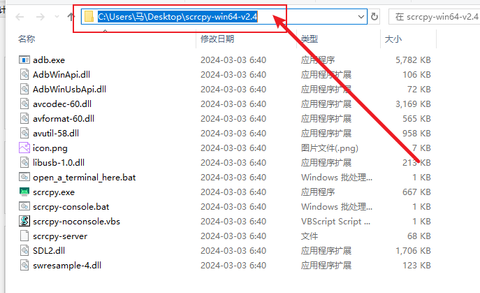 C:\Users\马\Desktop\scrcpy-win64-v2.4
在 scrcpy-win64-v2.4
名称 修改日期 类型 大小
adb.exe 2024-03-03 6:40 应用程序 5,782 KB
AdbWinApi.dll 2024-03-03 6:40 应用程序扩展 106 KB
AdbWinUsbApi.dll 2024-03-03 6:40 应用程序扩展 72 KB
avcodec-60.dll 2024-03-03 6:40 应用程序扩展 3,169 KB
avformat-60.dll 2024-03-03 6:40 应用程序扩展 565 KB
avutil-58.dll 2024-03-03 6:40 应用程序扩展 958 KB
icon.png 2024-03-03 6:40 图片文件(.png) 7 KB
libusb-1.0.dll 2024-03-03 6:40 应用程序扩展 213 KB
open_a_terminal_here.bat 2024-03-03 6:40 Windows 批处理... 1 KB
scrcpy.exe 2024-03-03 6:40 应用程序 667 KB
scrcpy-console.bat 2024-03-03 6:40 Windows 批处理... 1 KB
scrcpy-noconsole.vbs 2024-03-03 6:40 VBScript Script ... 1 KB
scrcpy-server 2024-03-03 6:40 文件 68 KB
SDL2.dll 2024-03-03 6:40 应用程序扩展 1,706 KB
swresample-4.dll 2024-03-03 6:40 应用程序扩展 123 KB